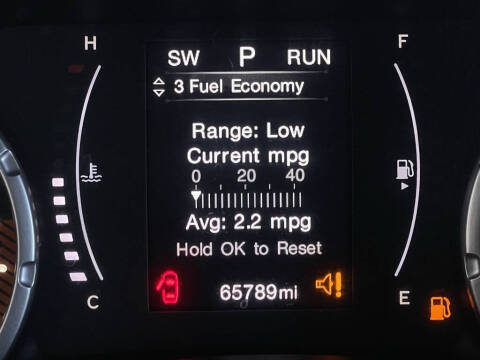 H SW P RUN F
3 Fuel Economy
Range: Low
Current mpg
0 20 40
Avg: 2.2 mpg
Hold OK to Reset
C 65789mi E